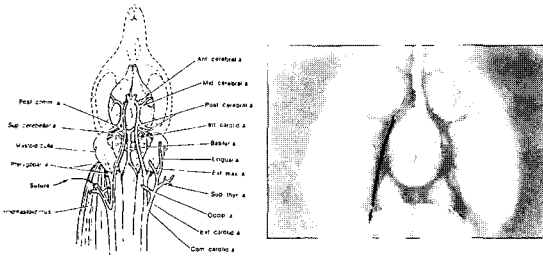 Ant cerebral a
Mid cerebral a
Post cerebral a
Int carotid a
Basilar a
Lingual a
Ext max a
Sup thyr a
Occip a
Ext carotid a
Com carotid a
Post comm a
Sup cerebellar a
Mastoid bulla
Pterygopal a
Suture